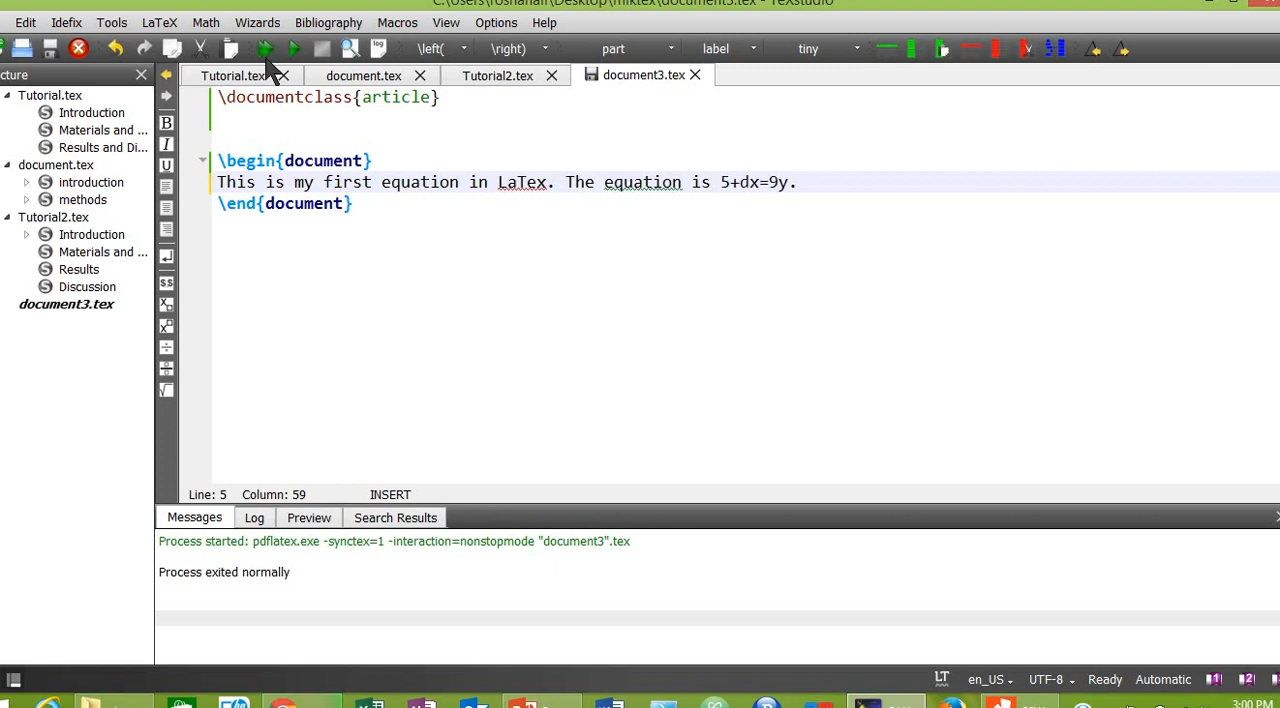 C:\Users\roshanali\Desktop\miktex\document3.tex - TeXstudio
Edit Idefix Tools LaTeX Math Wizards Bibliography Macros View Options Help
log \left( \right) part label tiny
cture
Tutorial.tex document.tex Tutorial2.tex document3.tex
Tutorial.tex
Introduction
Materials and ...
Results and Di...
document.tex
introduction
methods
Tutorial2.tex
Introduction
Materials and ...
Results
Discussion
document3.tex
B
I
U
$$
\documentclass{article}
\begin{document}
This is my first equation in LaTex. The equation is 5+dx=9y.
\end{document}
Line: 5 Column: 59 INSERT
Messages Log Preview Search Results
Process started: pdflatex.exe -synctex=1 -interaction=nonstopmode "document3".tex
Process exited normally
LT en_US UTF-8 Ready Automatic 1 2
3:00 PM